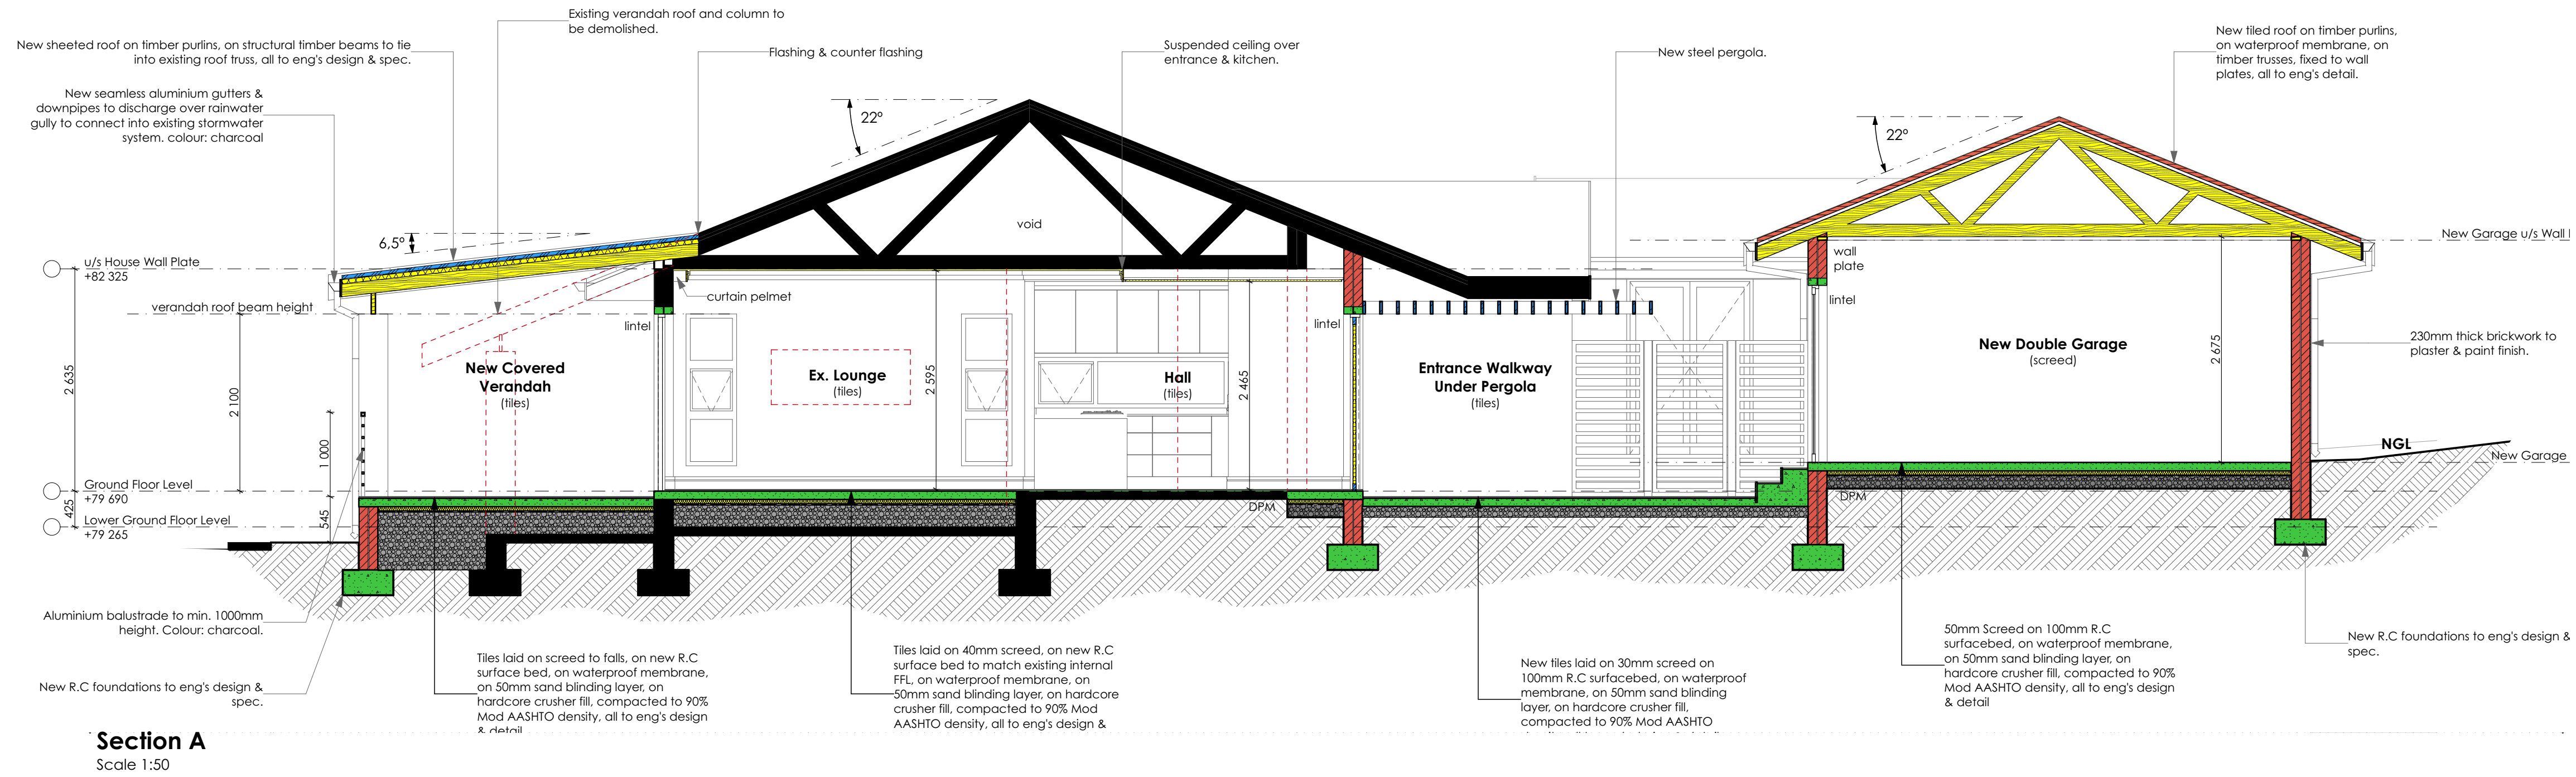 Existing verandah roof and column to
be demolished.
New sheeted roof on timber purlins, on structural timber beams to tie
into existing roof truss, all to eng's design & spec.
Flashing & counter flashing
Suspended ceiling over
entrance & kitchen.
New steel pergola.
New tiled roof on timber purlins,
on waterproof membrane, on
timber trusses, fixed to wall
plates, all to eng's detail.
New seamless aluminium gutters &
downpipes to discharge over rainwater
gully to connect into existing stormwater
system. colour: charcoal
22°
22°
void
6,5°
New Garage u/s Wall
u/s House Wall Plate
+82 325
wall
plate
curtain pelmet
verandah roof beam height
lintel
lintel
lintel
230mm thick brickwork to
plaster & paint finish.
New Double Garage
(screed)
2 675
New Covered
Verandah
(tiles)
Ex. Lounge
(tiles)
2 595
Hall
(tiles)
2 465
Entrance Walkway
Under Pergola
(tiles)
2 635
2 100
1 000
NGL
New Garage
Ground Floor Level
+79 690
425
545
Lower Ground Floor Level
+79 265
DPM
DPM
Aluminium balustrade to min. 1000mm
height. Colour: charcoal.
New R.C foundations to eng's design &
spec.
Tiles laid on screed to falls, on new R.C
surface bed, on waterproof membrane,
on 50mm sand blinding layer, on
hardcore crusher fill, compacted to 90%
Mod AASHTO density, all to eng's design
& detail
Tiles laid on 40mm screed, on new R.C
surface bed to match existing internal
FFL, on waterproof membrane, on
50mm sand blinding layer, on hardcore
crusher fill, compacted to 90% Mod
AASHTO density, all to eng's design &
New tiles laid on 30mm screed on
100mm R.C surfacebed, on waterproof
membrane, on 50mm sand blinding
layer, on hardcore crusher fill,
compacted to 90% Mod AASHTO
50mm Screed on 100mm R.C
surfacebed, on waterproof membrane,
on 50mm sand blinding layer, on
hardcore crusher fill, compacted to 90%
Mod AASHTO density, all to eng's design
& detail
New R.C foundations to eng's design &
spec.
Section A
Scale 1:50